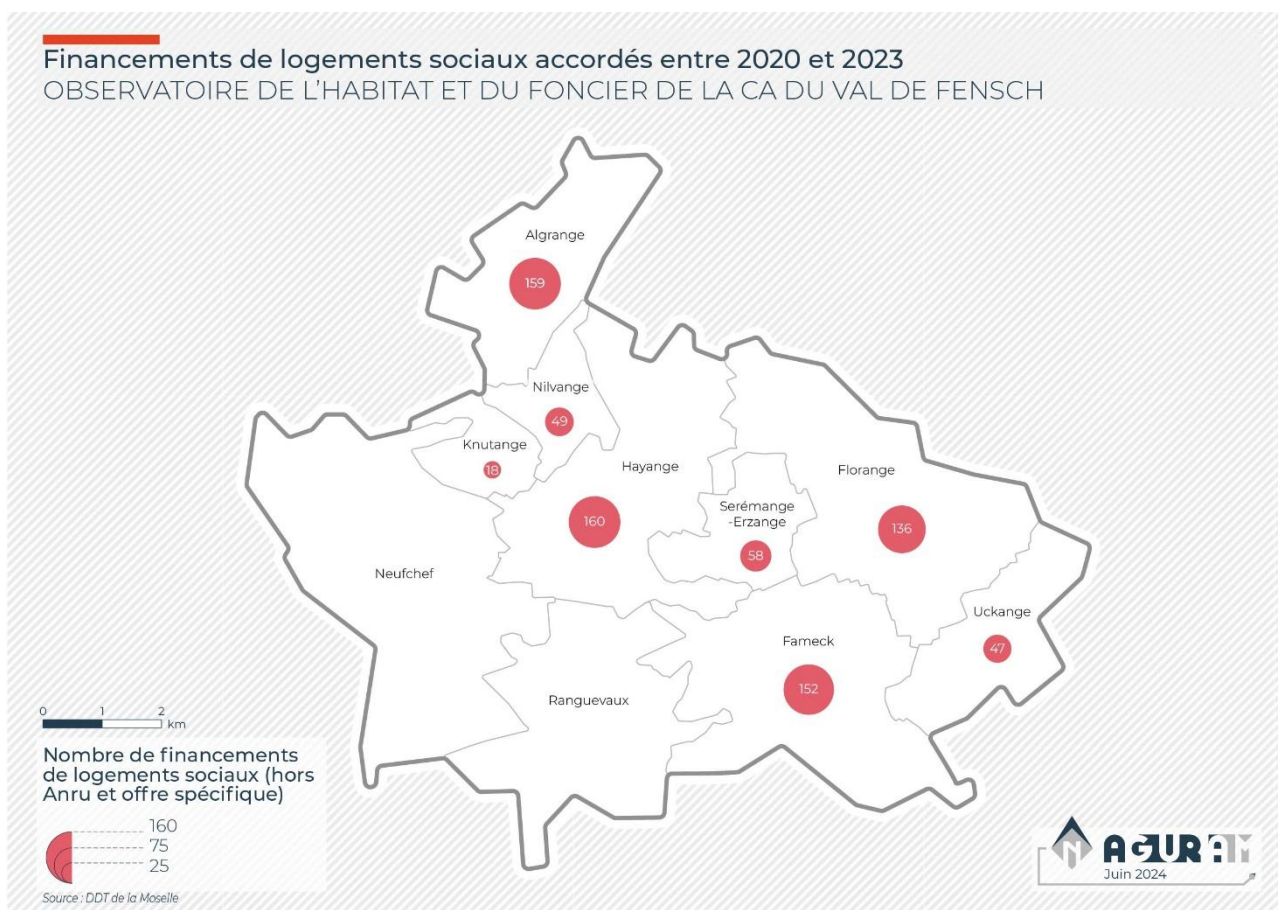 Financements de logements sociaux accordés entre 2020 et 2023
OBSERVATOIRE DE L'HABITAT ET DU FONCIER DE LA CA DU VAL DE FENSCH
Algrange
159
Nilvange
49
Knutange
18
Hayange
160
Serémange
-Erzange
58
Florange
136
Neufchef
Uckange
47
Fameck
152
Ranguevaux
0 1 2
km
Nombre de financements
de logements sociaux (hors
Anru et offre spécifique)
160
75
25
Source : DDT de la Moselle
N
AGURAM
Juin 2024